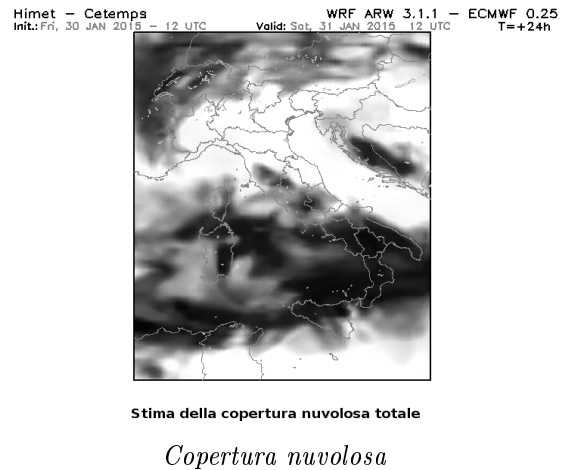 Himet – Cetemps WRF ARW 3.1.1 – ECMWF 0.25
Init.: Fri, 30 JAN 2015 – 12 UTC Valid: Sat, 31 JAN 2015 12 UTC T=+24h
Stima della copertura nuvolosa totale
Copertura nuvolosa